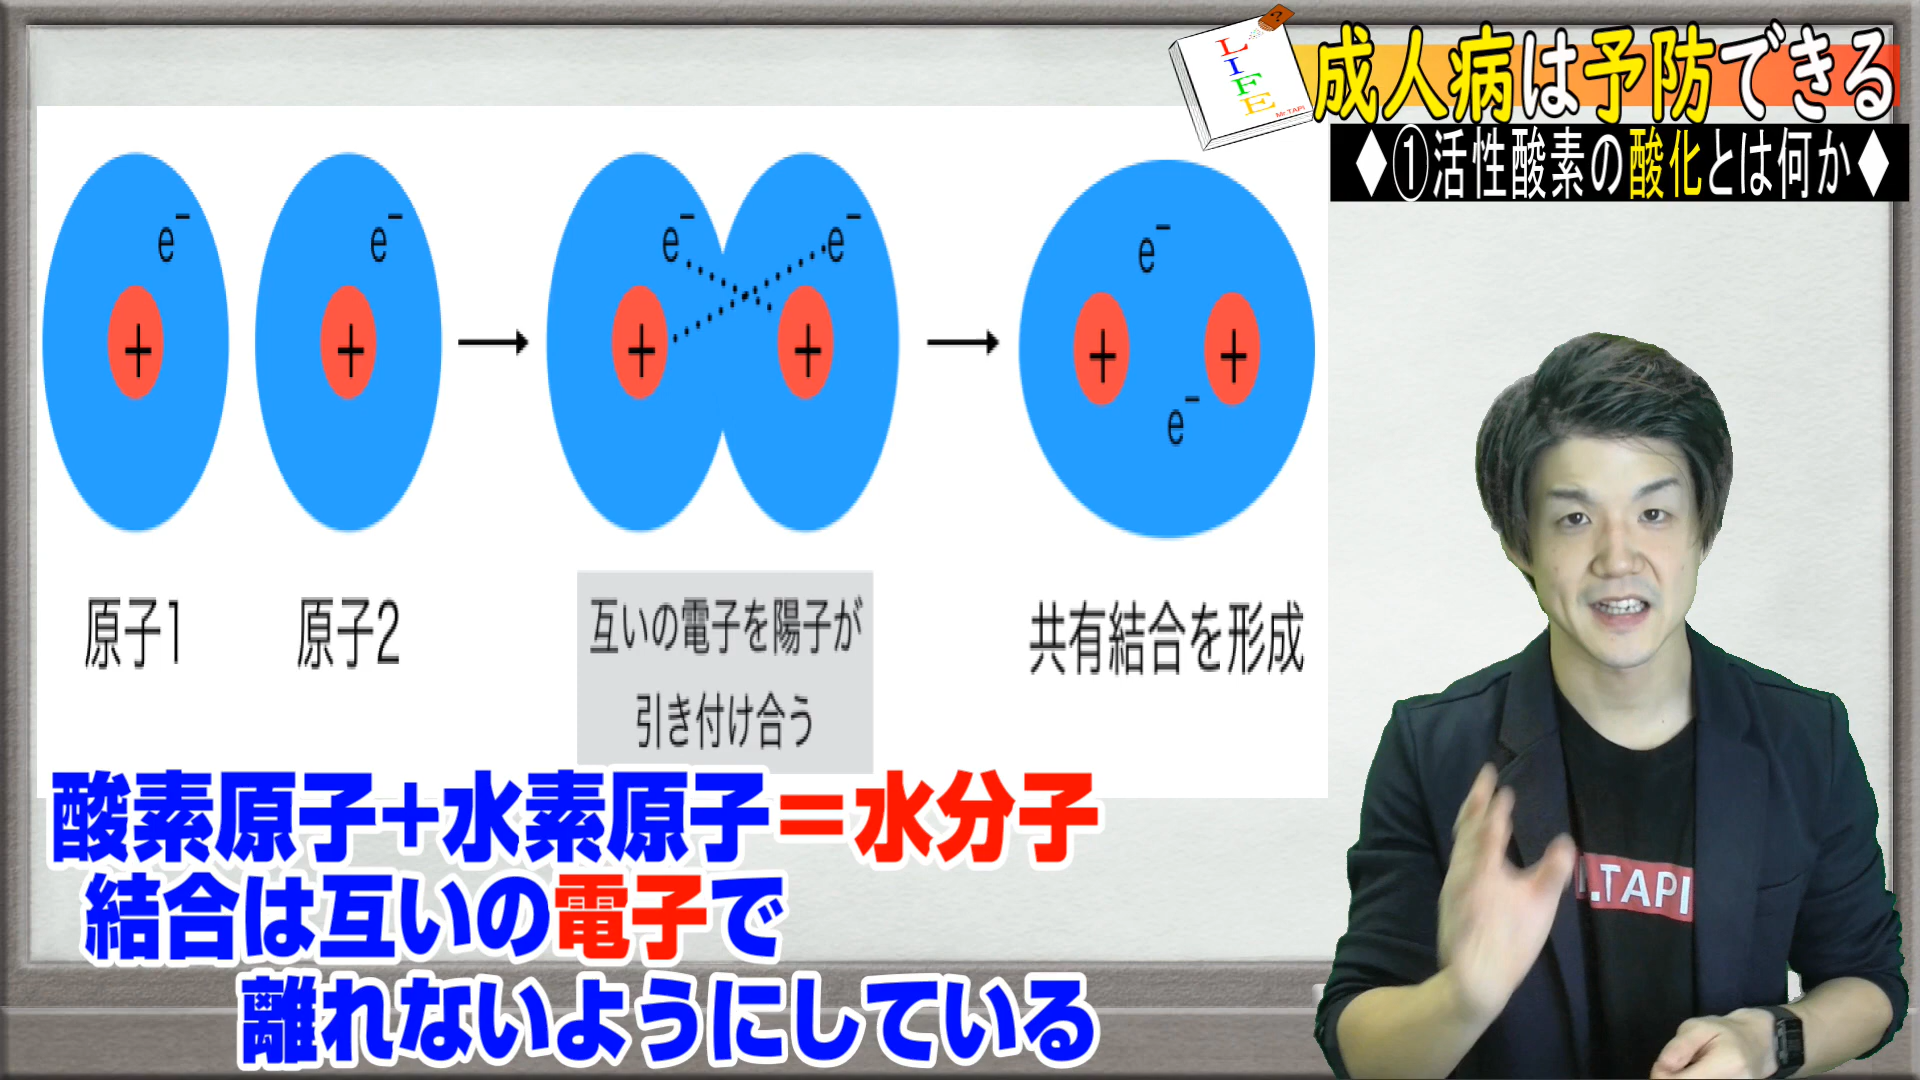 LIFE
?
Mr.TAPI
成人病は予防できる
◆①活性酸素の酸化とは何か◆
e⁻
e⁻
e⁻
e⁻
e⁻
+
+
+
+
+
+
e⁻
原子1
原子2
互いの電子を陽子が
引き付け合う
共有結合を形成
酸素原子+水素原子=水分子
結合は互いの電子で
離れないようにしている
.TAPI